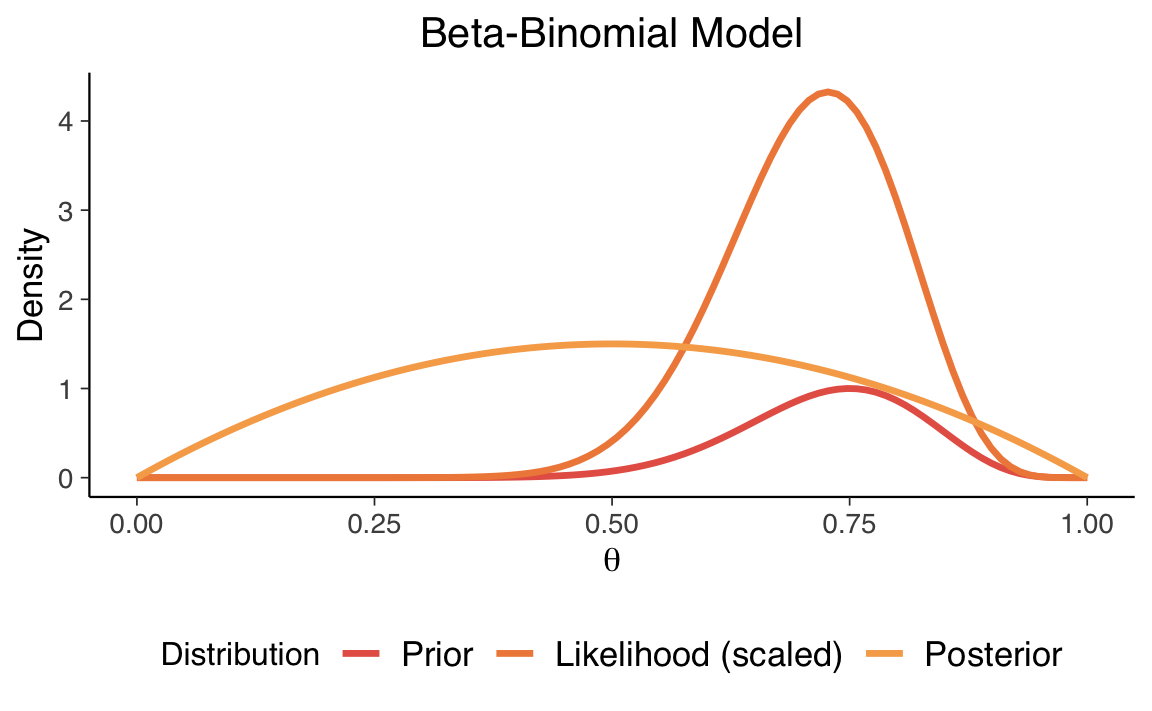 Beta-Binomial Model
Density
4
3
2
1
0
0.00 0.25 0.50 0.75 1.00
θ
Distribution Prior Likelihood (scaled) Posterior